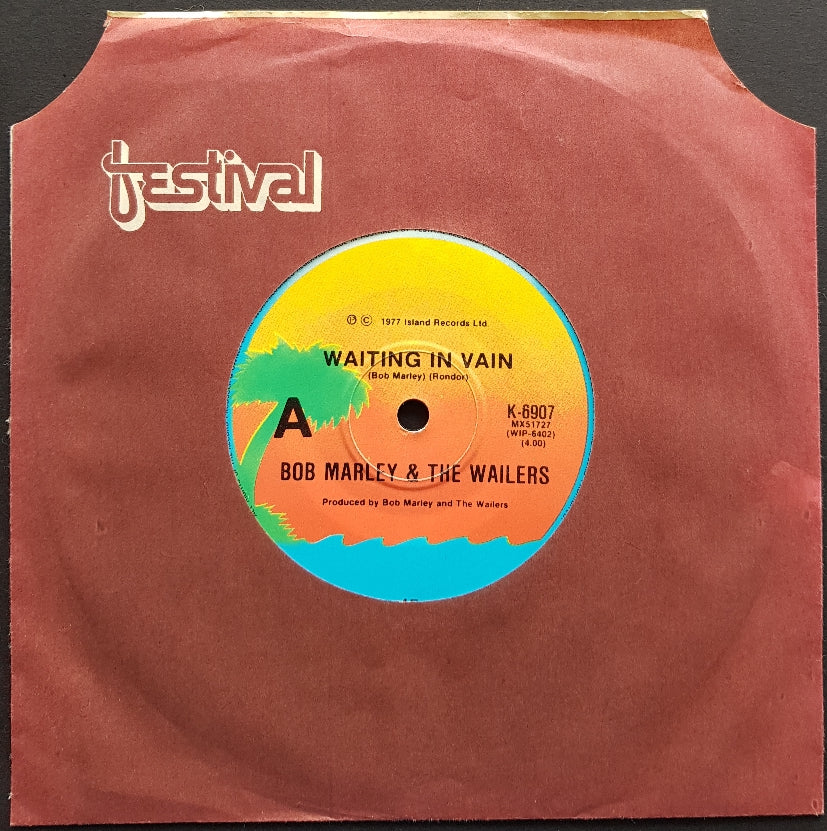 festival
℗ © 1977 Island Records Ltd.
WAITING IN VAIN
(Bob Marley) (Rondor)
A
K-6907
MX51727
(WIP-6402)
(4.00)
BOB MARLEY & THE WAILERS
Produced by Bob Marley and The Wailers